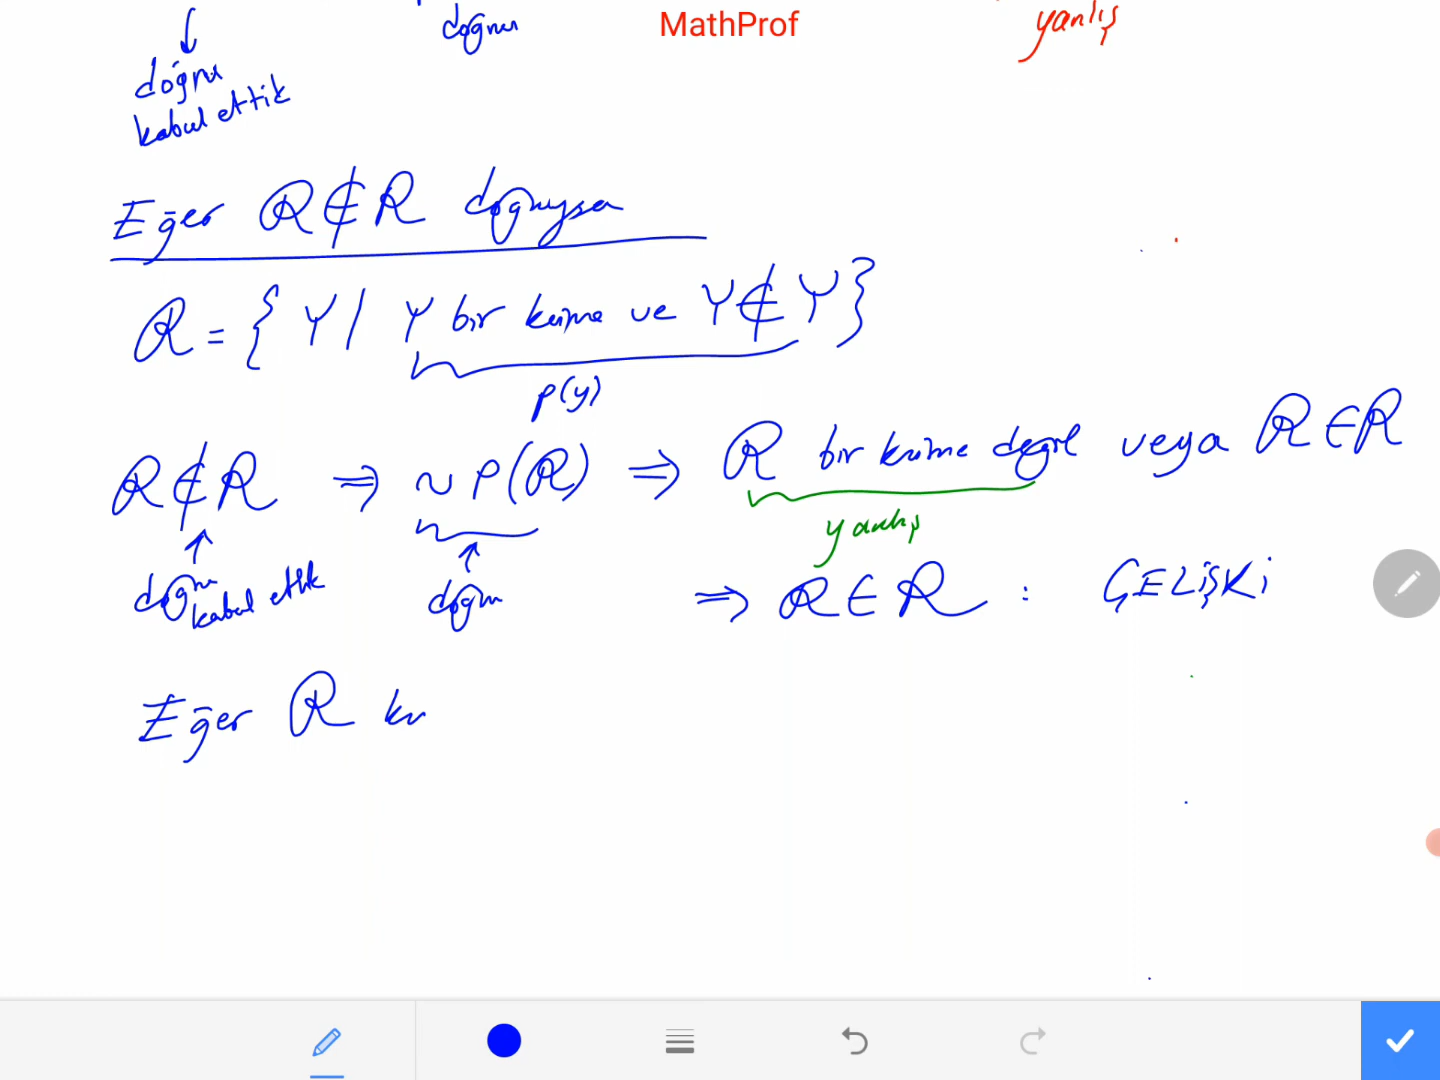 doğru MathProf yanlış
doğru
kabul ettik
Eğer R∉R doğruysa
R = { Y / Y bir küme ve Y∉Y }
p(y)
R∉R ⇒ ~p(R) ⇒ R bir küme değil veya R∈R
yanlış
doğru kabul ettik doğru ⇒ R∈R : ÇELİŞKİ
Eğer R kü